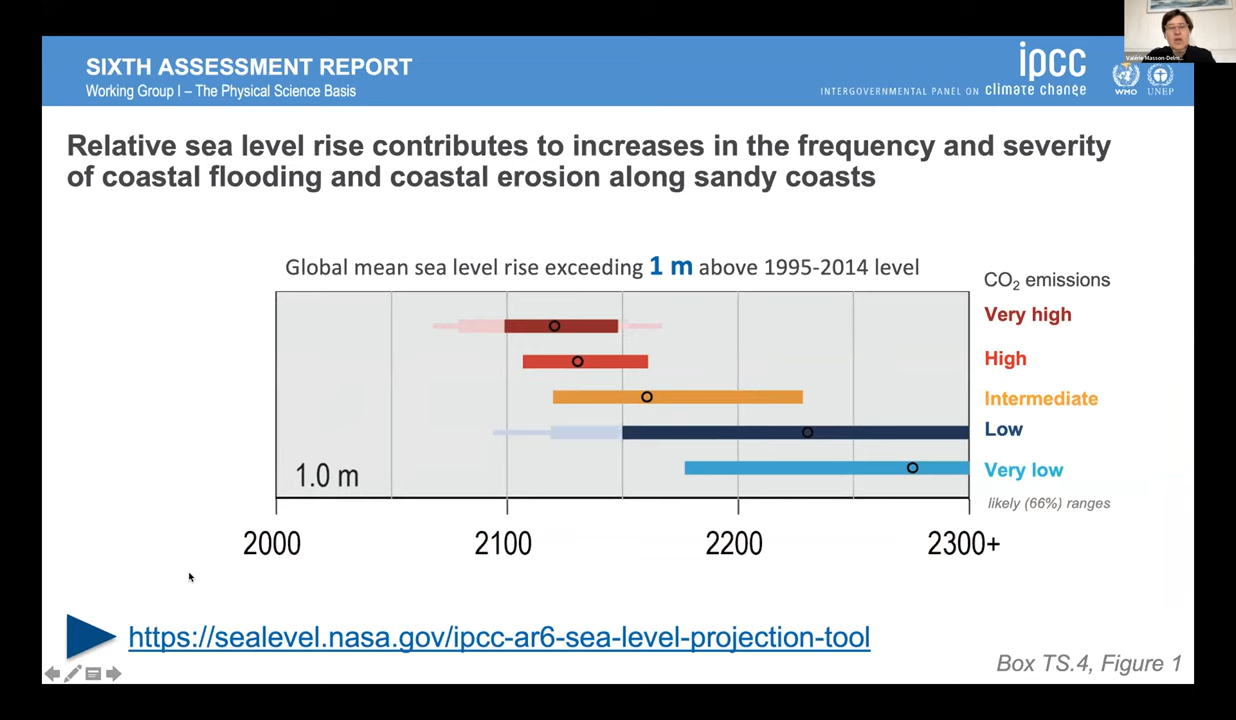 SIXTH ASSESSMENT REPORT
Working Group I – The Physical Science Basis
INTERGOVERNMENTAL PANEL ON
ipcc
climate change
WMO
UNEP
Valérie Masson-Delm...
Relative sea level rise contributes to increases in the frequency and severity
of coastal flooding and coastal erosion along sandy coasts
Global mean sea level rise exceeding 1 m above 1995-2014 level
CO₂ emissions
Very high
High
Intermediate
Low
Very low
likely (66%) ranges
1.0 m
2000
2100
2200
2300+
https://sealevel.nasa.gov/ipcc-ar6-sea-level-projection-tool
Box TS.4, Figure 1